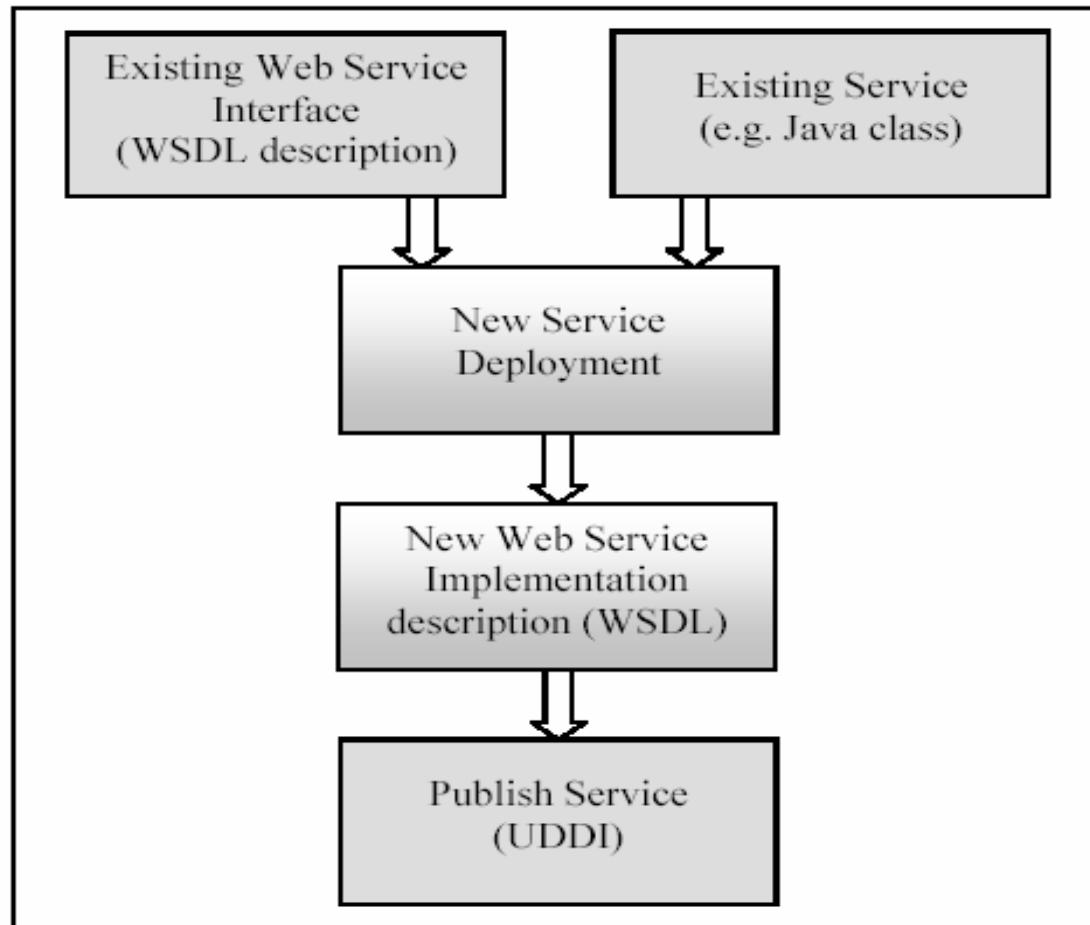 Existing Web Service
Interface
(WSDL description)
Existing Service
(e.g. Java class)
New Service
Deployment
New Web Service
Implementation
description (WSDL)
Publish Service
(UDDI)